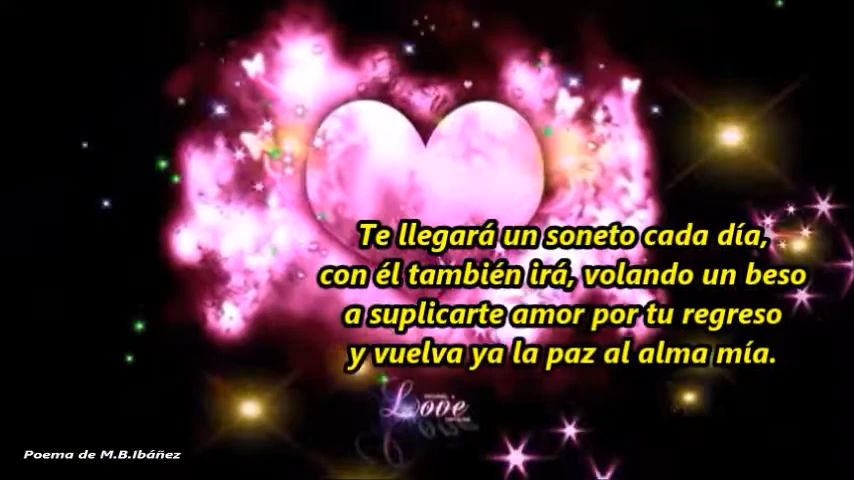 Te llegará un soneto cada día,
con él también irá, volando un beso
a suplicarte amor por tu regreso
y vuelva ya la paz al alma mía.
Love
Poema de M.B.Ibáñez